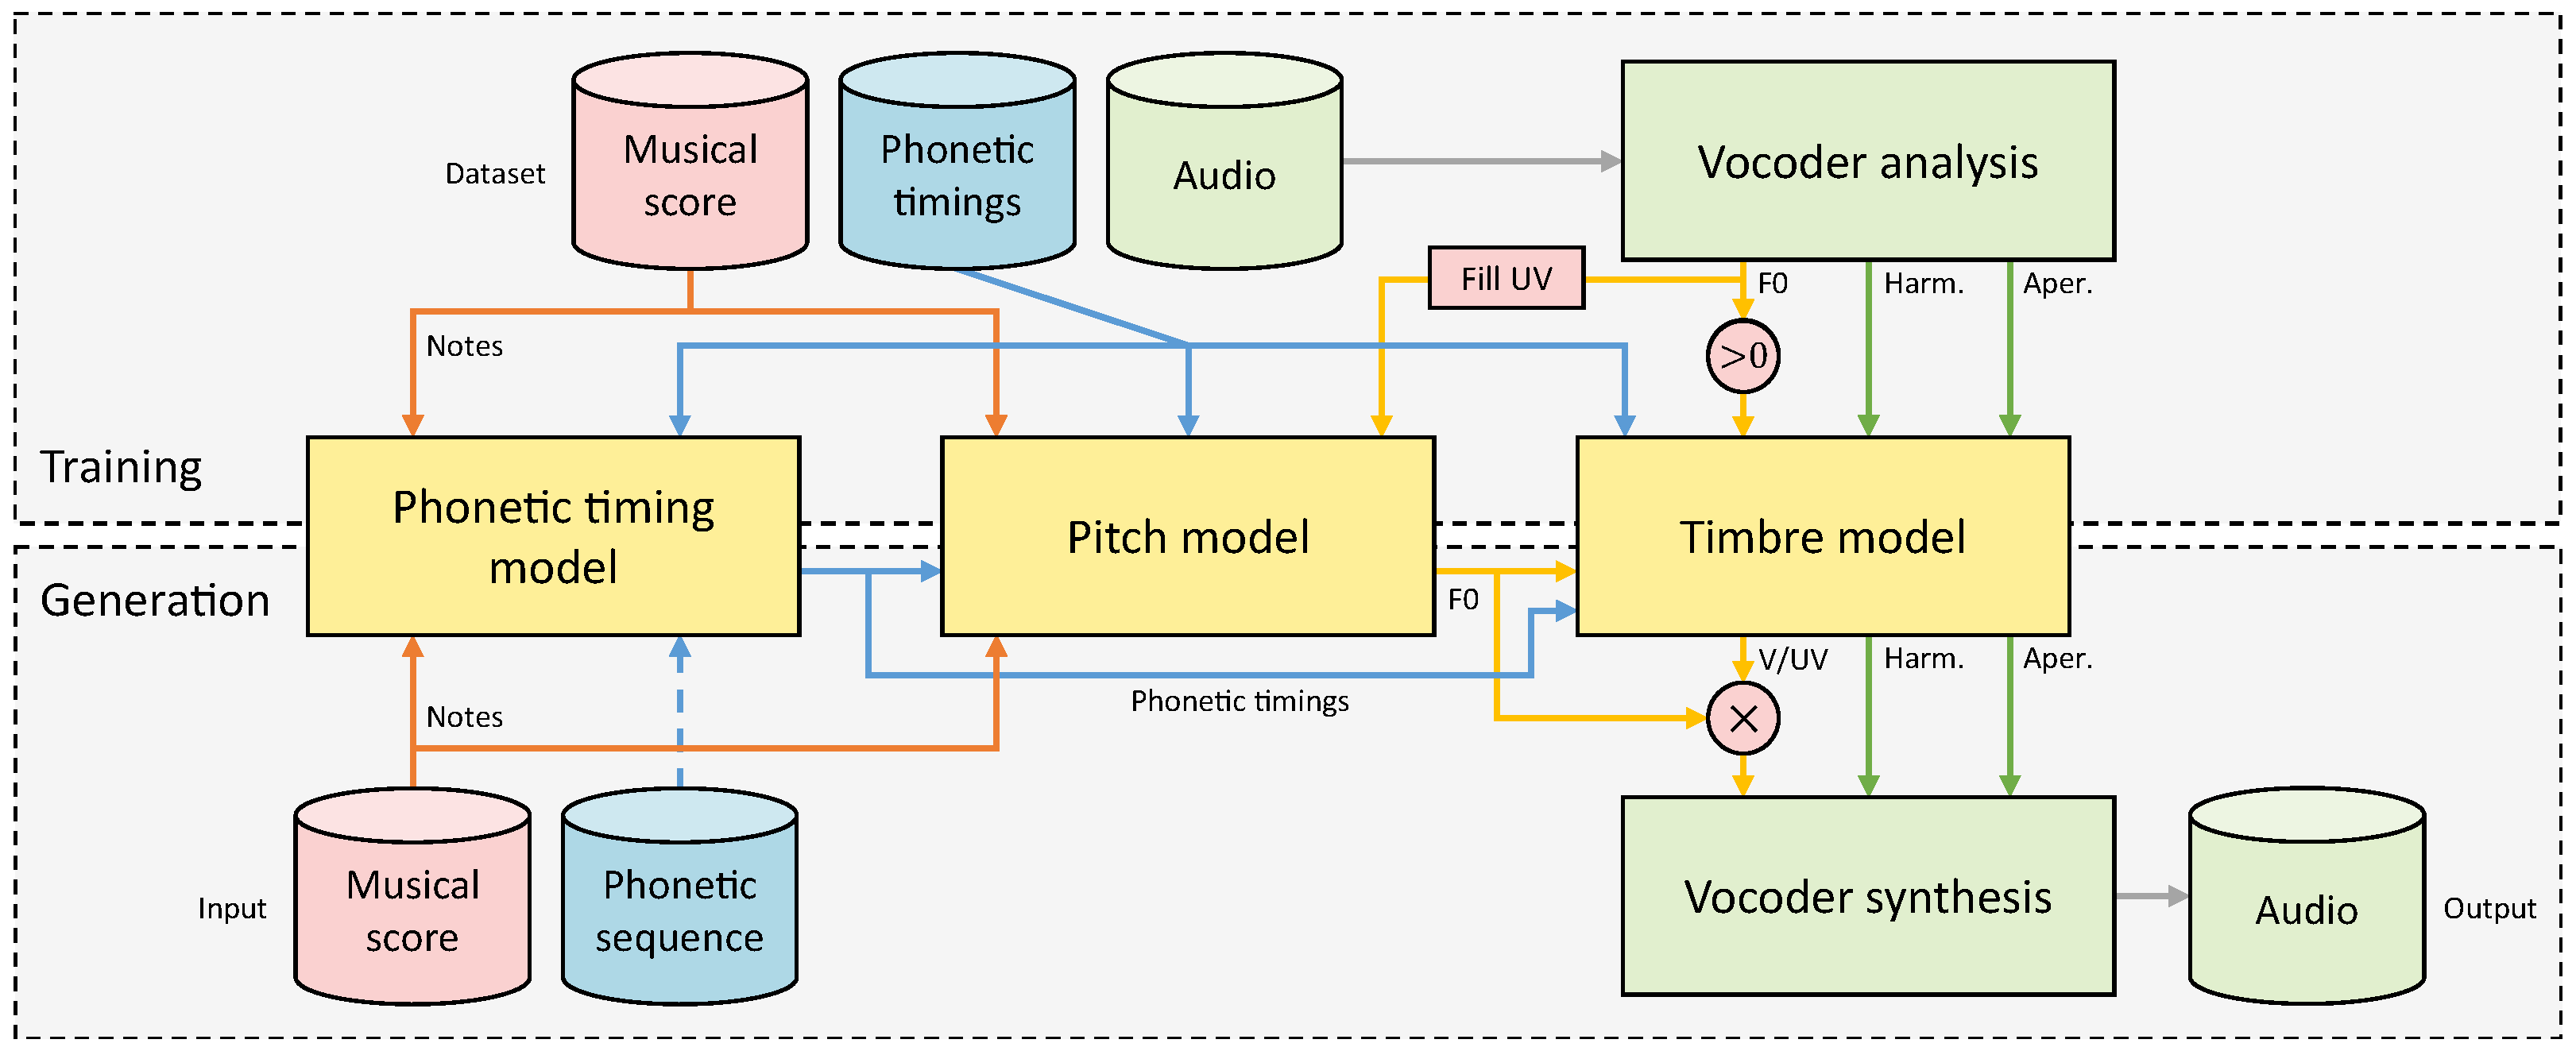 Dataset
Musical
score
Phonetic
timings
Audio
Vocoder analysis
Fill UV
F0
Harm.
Aper.
>0
Notes
Training
Phonetic timing
model
Pitch model
Timbre model
Generation
F0
V/UV
Harm.
Aper.
Phonetic timings
Notes
×
Input
Musical
score
Phonetic
sequence
Vocoder synthesis
Audio
Output